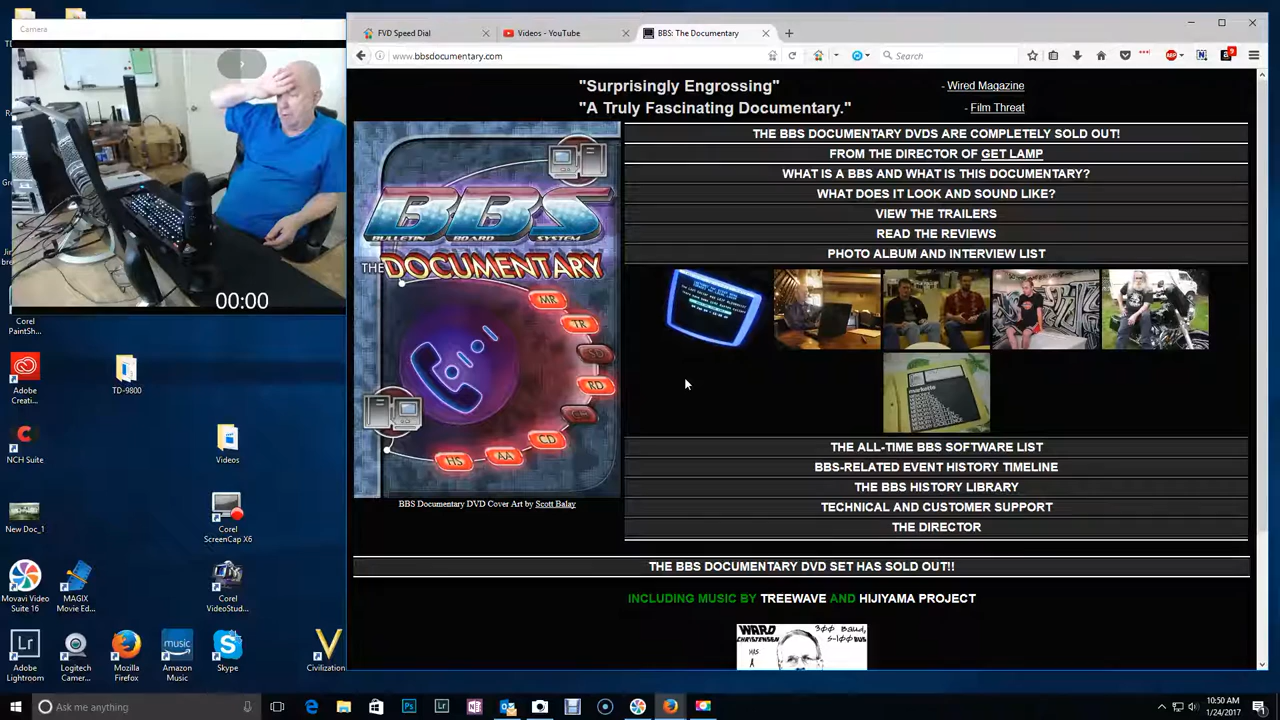 Camera
00:00
Corel
PaintSh...
Adobe
Creati...
TD-9800
NCH Suite
Videos
New Doc_1
Corel
ScreenCap X6
Movavi Video
Suite 16
MAGIX
Movie Ed...
Corel
VideoStud...
Adobe
Lightroom
Logitech
Camer...
Mozilla
Firefox
Amazon
Music
Skype
Civilization
FVD Speed Dial
Videos - YouTube
BBS: The Documentary
www.bbsdocumentary.com
Search
"Surprisingly Engrossing" - Wired Magazine
"A Truly Fascinating Documentary." - Film Threat
BBS
BULLETIN BOARD SYSTEM
THE DOCUMENTARY
MR
TR
RD
CD
AA
HS
BBS Documentary DVD Cover Art by Scott Balay
THE BBS DOCUMENTARY DVDS ARE COMPLETELY SOLD OUT!
FROM THE DIRECTOR OF GET LAMP
WHAT IS A BBS AND WHAT IS THIS DOCUMENTARY?
WHAT DOES IT LOOK AND SOUND LIKE?
VIEW THE TRAILERS
READ THE REVIEWS
PHOTO ALBUM AND INTERVIEW LIST
THE ALL-TIME BBS SOFTWARE LIST
BBS-RELATED EVENT HISTORY TIMELINE
THE BBS HISTORY LIBRARY
TECHNICAL AND CUSTOMER SUPPORT
THE DIRECTOR
THE BBS DOCUMENTARY DVD SET HAS SOLD OUT!!
INCLUDING MUSIC BY TREEWAVE AND HIJIYAMA PROJECT
WARD 300 Baud,
CHRISTENSEN S-100 BUS
HAS
A
Ask me anything
10:50 AM
1/24/2017